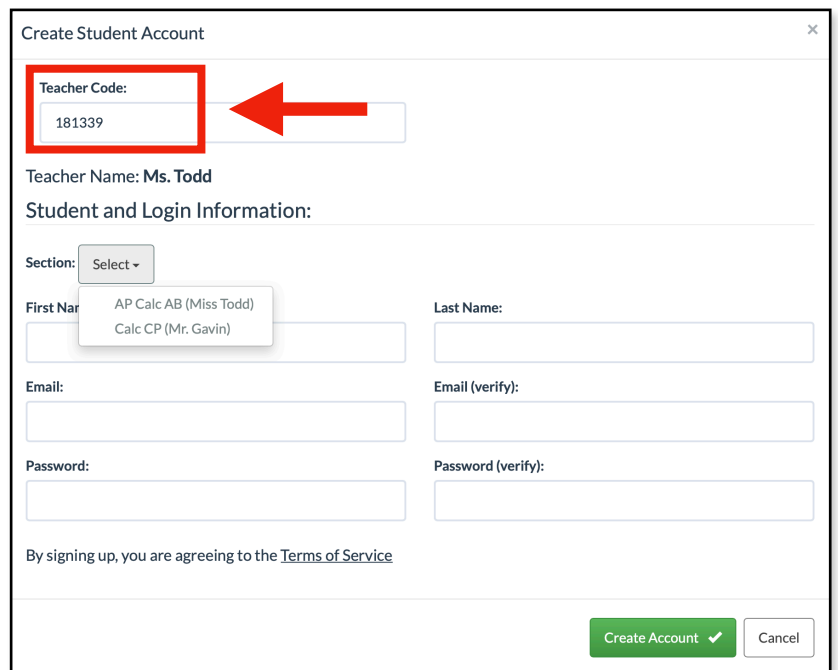 Create Student Account ×
Teacher Code:
181339
Teacher Name: Ms. Todd
Student and Login Information:
Section: Select
AP Calc AB (Miss Todd)
Calc CP (Mr. Gavin)
First Nar
Last Name:
Email:
Email (verify):
Password:
Password (verify):
By signing up, you are agreeing to the Terms of Service
Create Account
Cancel